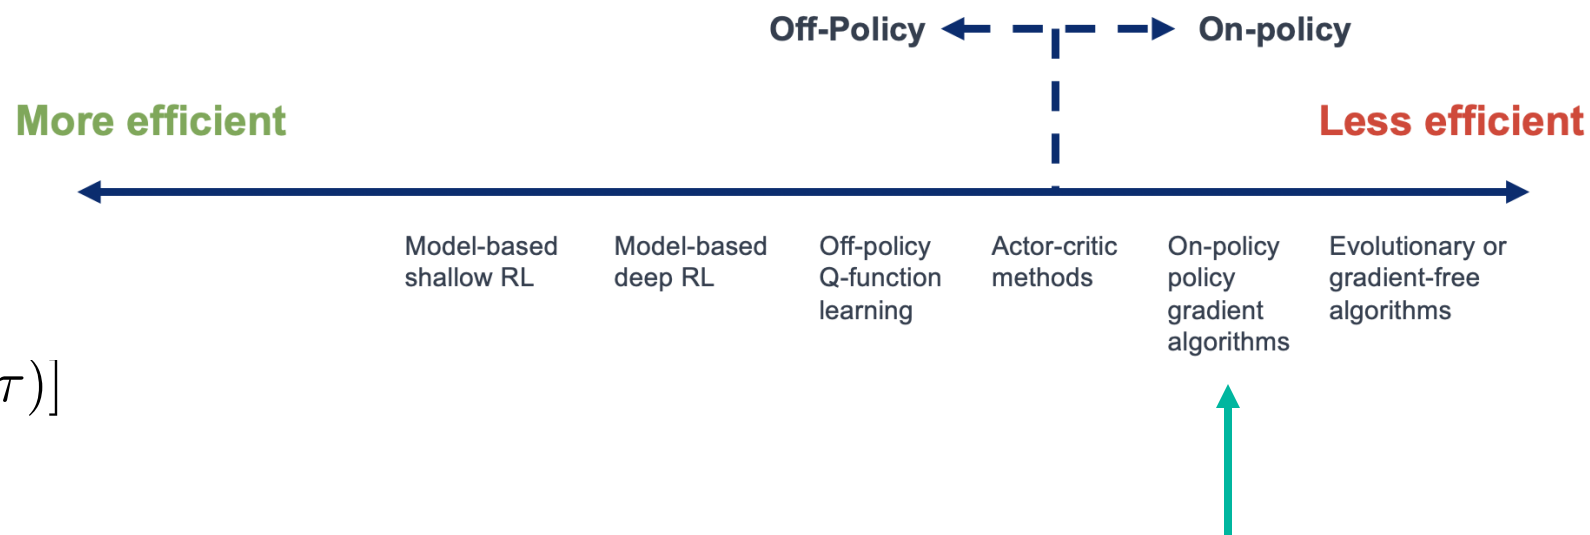 Off-Policy
On-policy
More efficient
Less efficient
Model-based
shallow RL
Model-based
deep RL
Off-policy
Q-function
learning
Actor-critic
methods
On-policy
policy
gradient
algorithms
Evolutionary or
gradient-free
algorithms
τ)]